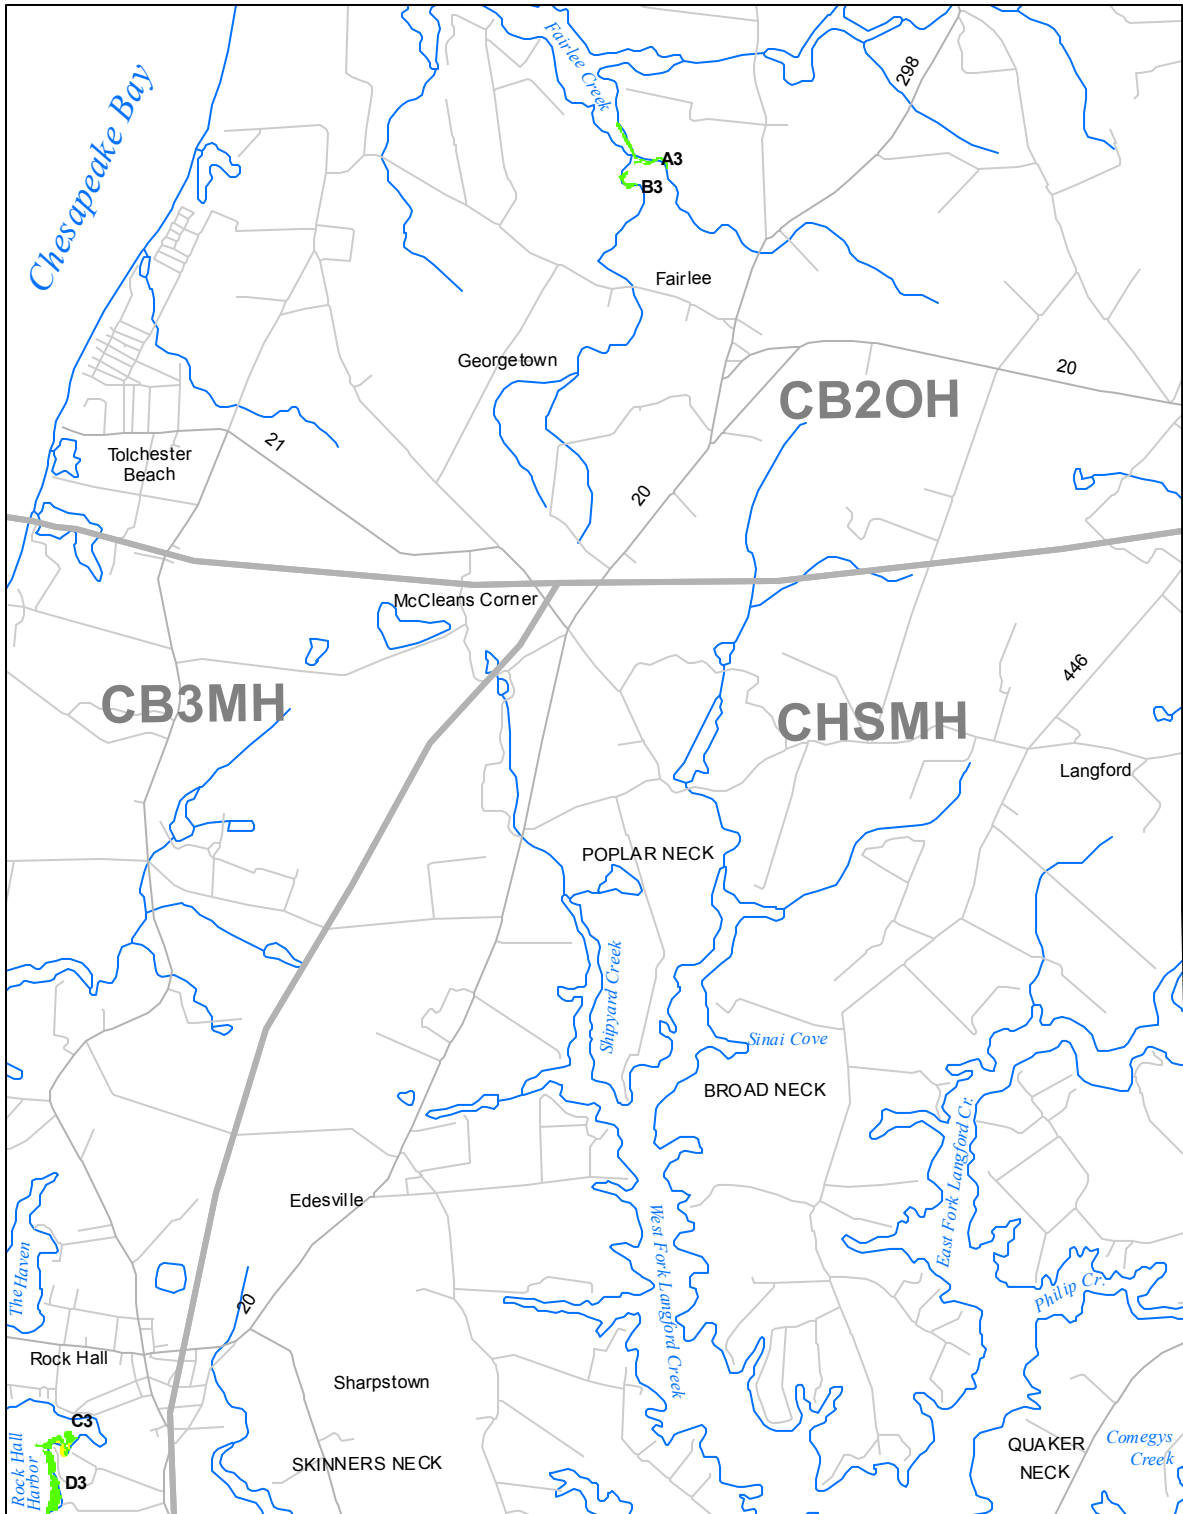 Fairlee Creek
298
Chesapeake Bay
A3
B3
Fairlee
Georgetown
20
CB2OH
21
Tolchester
Beach
20
McCleans Corner
CB3MH
446
CHSMH
Langford
POPLAR NECK
Shipyard Creek
Sinai Cove
BROAD NECK
East Fork Langford Cr.
Edesville
West Fork Langford Creek
The Haven
Philip Cr.
20
Rock Hall
Sharpstown
C3
Rock Hall
Harbor
D3
SKINNERS NECK
QUAKER
NECK
Comegys
Creek